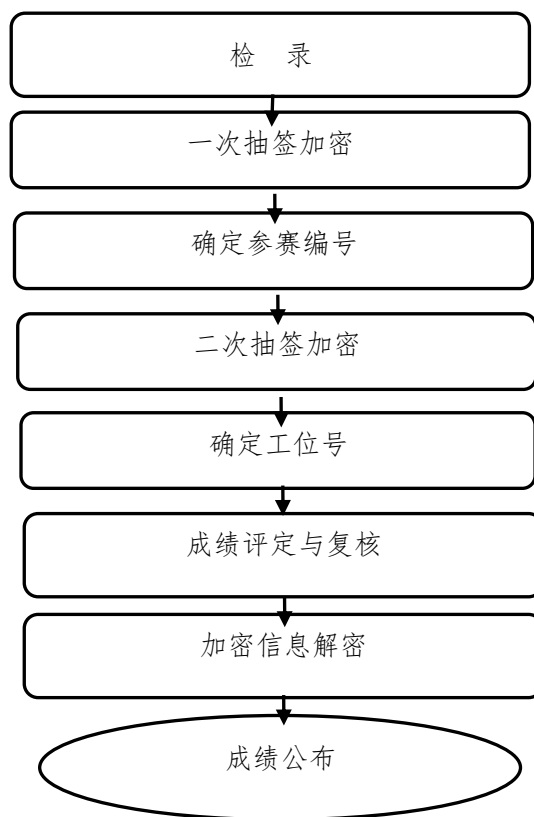 检 录
一次抽签加密
确定参赛编号
二次抽签加密
确定工位号
成绩评定与复核
加密信息解密
成绩公布